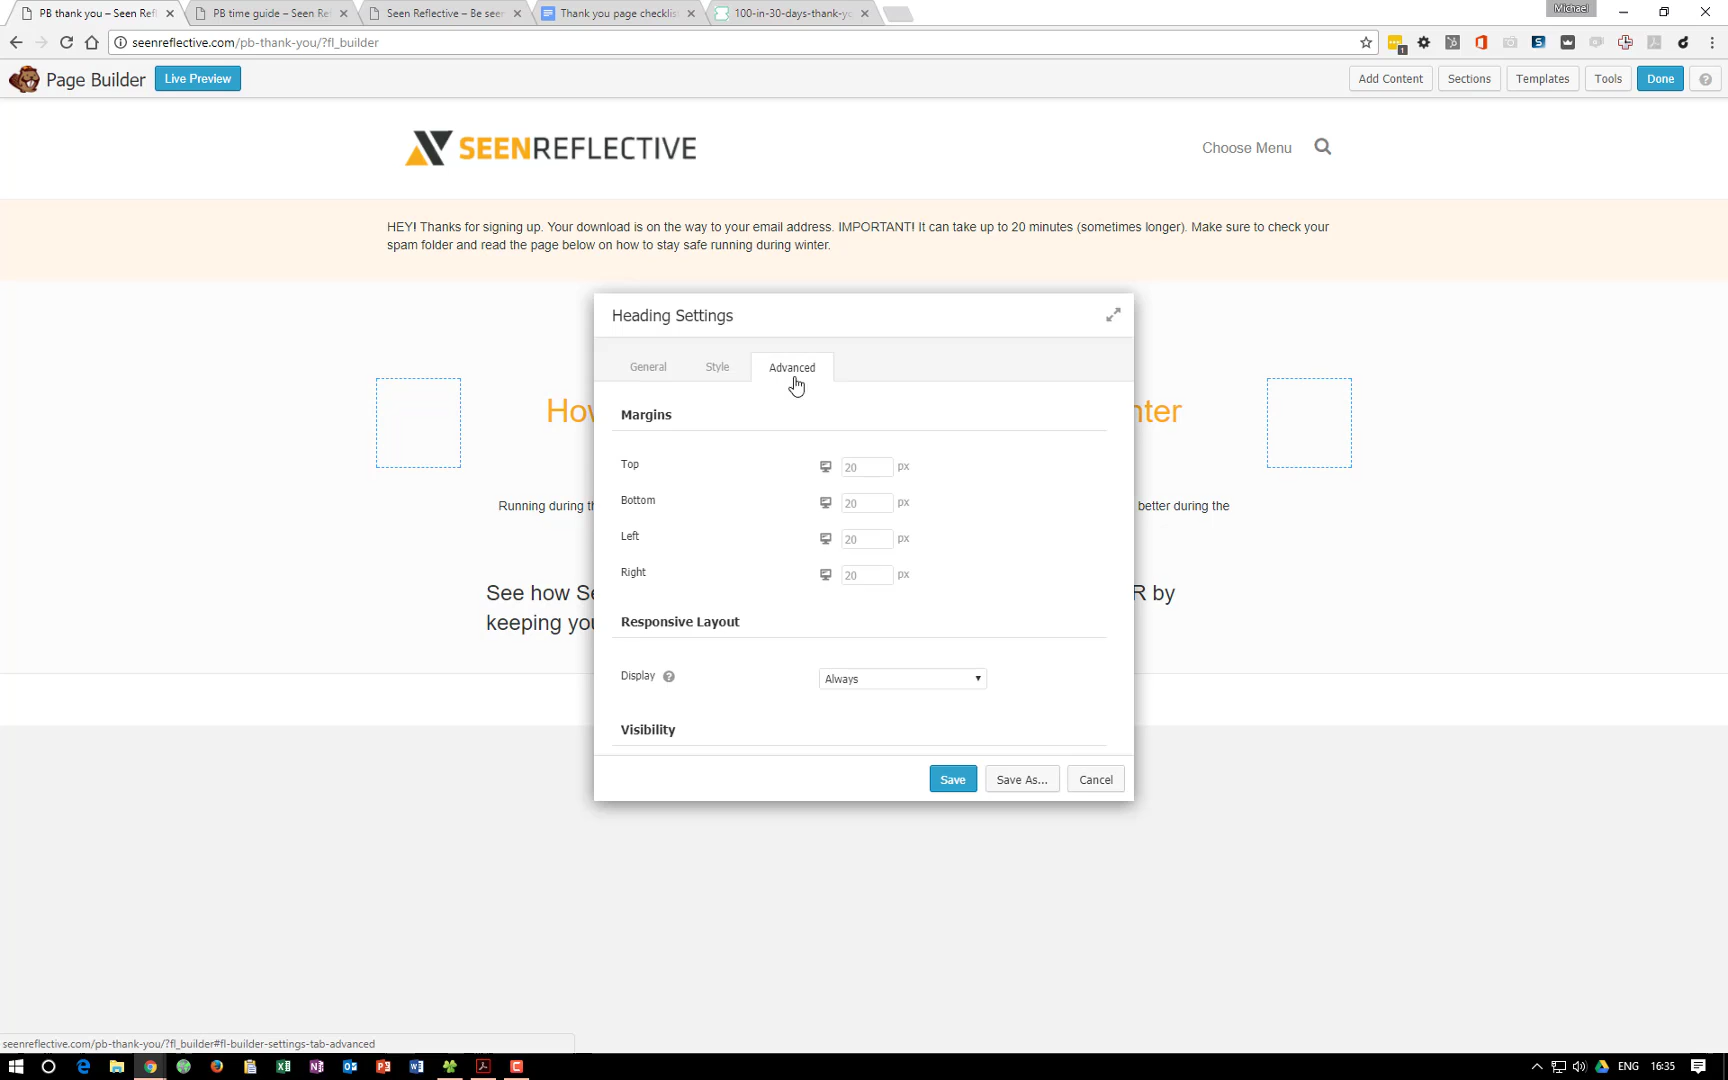 PB thank you – Seen Refl
PB time guide – Seen Re
Seen Reflective – Be see
Thank you page checklis
100-in-30-days-thank-y
Michael
seenreflective.com/pb-thank-you/?fl_builder
1
Page Builder
Live Preview
Add Content
Sections
Templates
Tools
Done
SEENREFLECTIVE
Choose Menu
HEY! Thanks for signing up. Your download is on the way to your email address. IMPORTANT! It can take up to 20 minutes (sometimes longer). Make sure to check your
spam folder and read the page below on how to stay safe running during winter.
Heading Settings
General
Style
Advanced
How
nter
Margins
Top
20
px
Bottom
20
px
Left
20
px
Right
20
px
Running during th
better during the
See how Se
R by
keeping you
Responsive Layout
Display
?
Always
Visibility
Save
Save As...
Cancel
seenreflective.com/pb-thank-you/?fl_builder#fl-builder-settings-tab-advanced
ENG
16:35